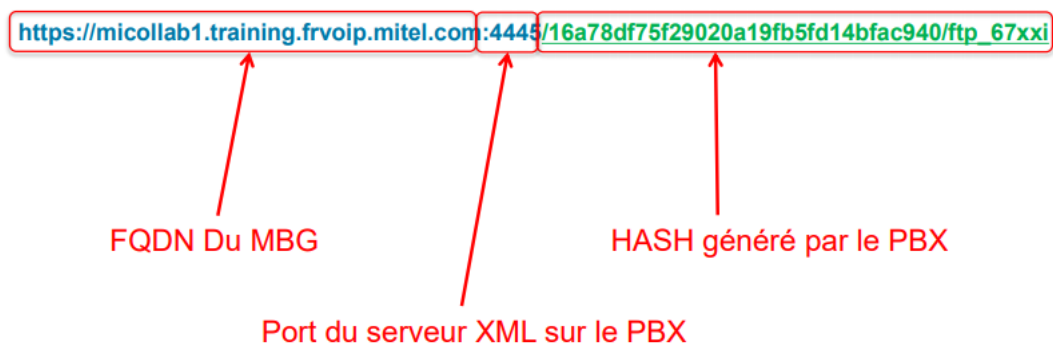 https://micollab1.training.frvoip.mitel.com:4445/16a78df75f29020a19fb5fd14bfac940/ftp_67xxi
FQDN Du MBG
HASH généré par le PBX
Port du serveur XML sur le PBX